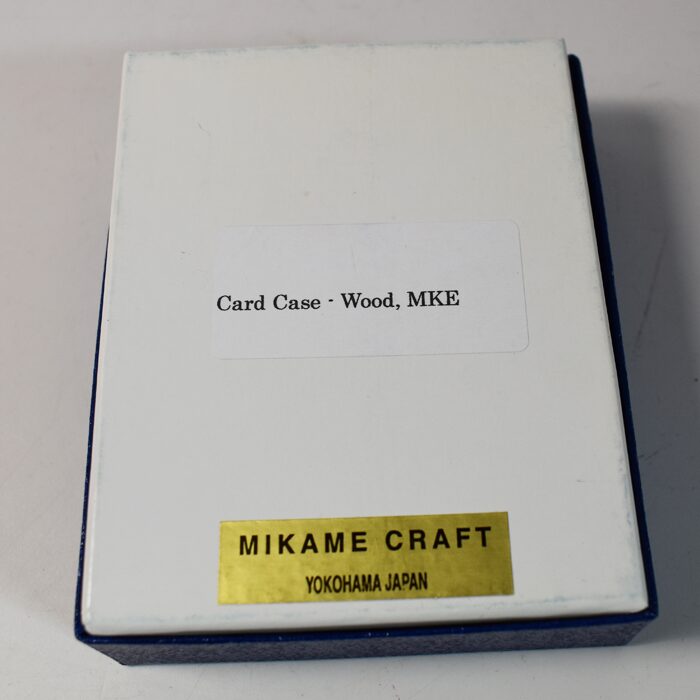 Card Case - Wood, MKE
MIKAME CRAFT
YOKOHAMA JAPAN